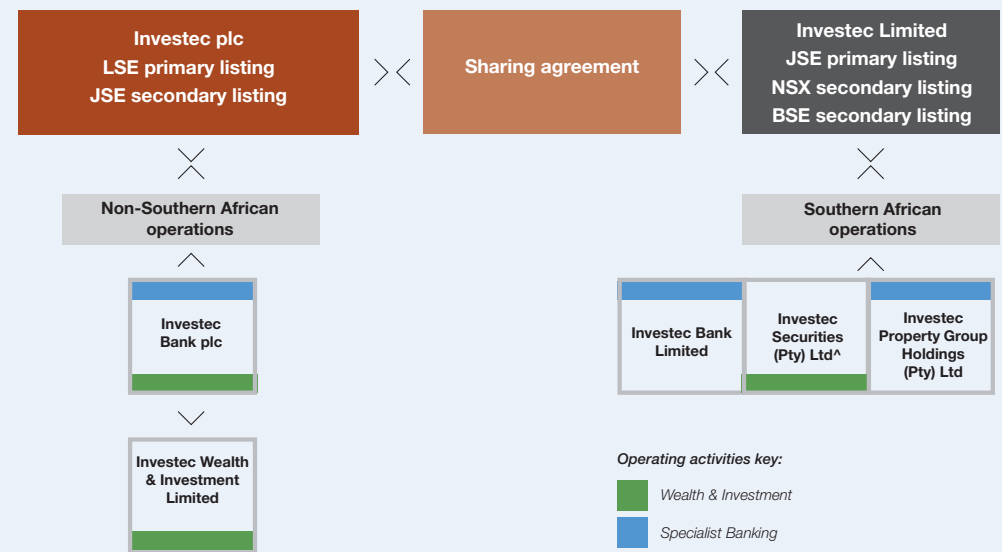 Investec plc
LSE primary listing
JSE secondary listing
Sharing agreement
Investec Limited
JSE primary listing
NSX secondary listing
BSE secondary listing
Non-Southern African
operations
Southern African
operations
Investec
Bank plc
Investec Bank
Limited
Investec
Securities
(Pty) Ltd^
Investec
Property Group
Holdings
(Pty) Ltd
Investec Wealth
& Investment
Limited
Operating activities key:
Wealth & Investment
Specialist Banking